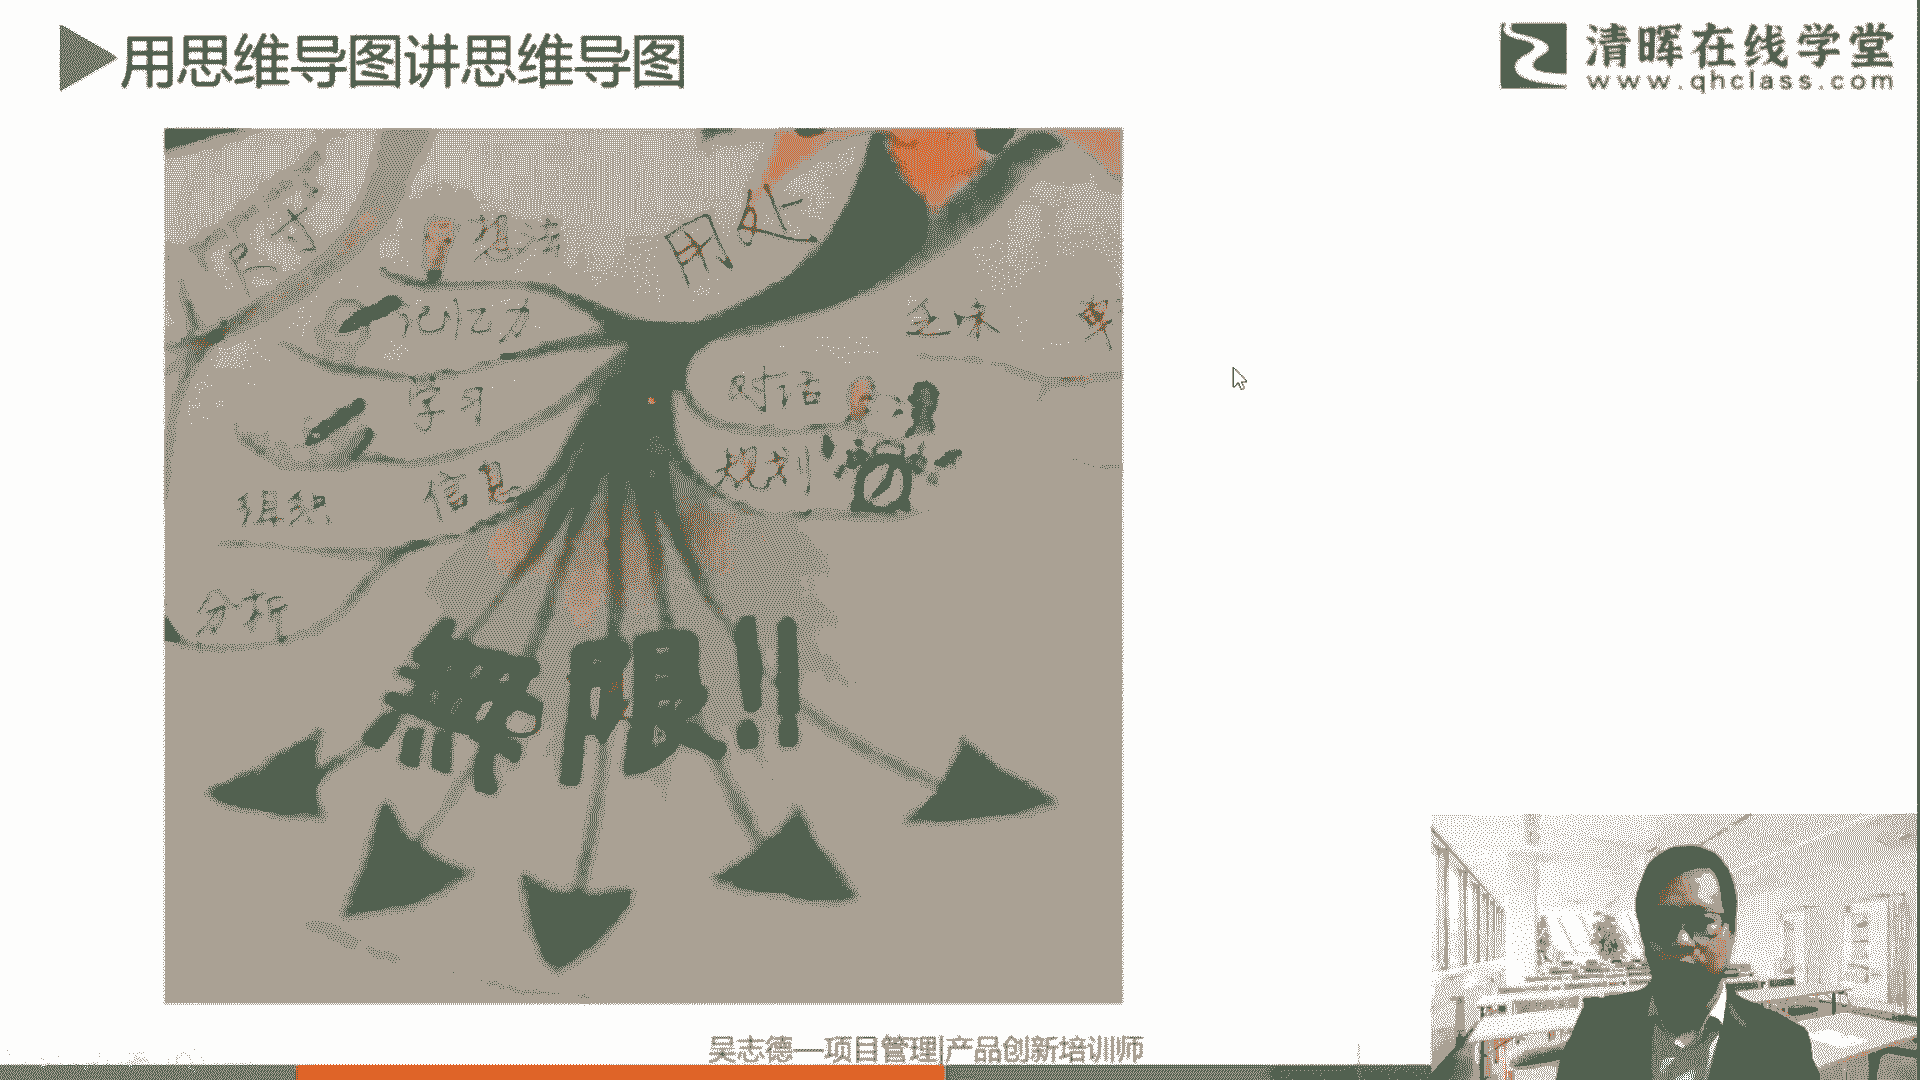 用思维导图讲思维导图
清晖在线学堂
www.qhclass.com
尺寸
想法
用处
记忆力
乏味
学习
对话
组织
信息
规划
分析
無限!!
吴志德—项目管理|产品创新培训师